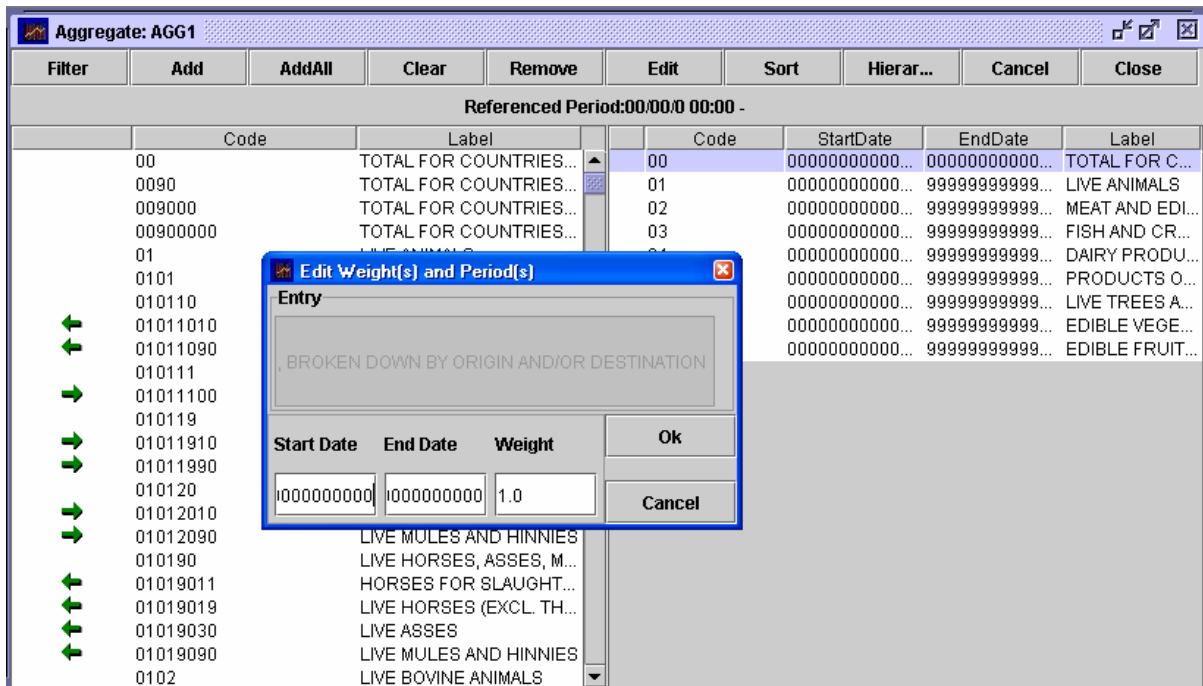 Aggregate: AGG1
Filter Add AddAll Clear Remove Edit Sort Hierar... Cancel Close
Referenced Period:00/00/0 00:00 -
Code Label Code StartDate EndDate Label
00 TOTAL FOR COUNTRIES... 00 00000000000... 00000000000... TOTAL FOR C...
0090 TOTAL FOR COUNTRIES... 01 00000000000... 99999999999... LIVE ANIMALS
009000 TOTAL FOR COUNTRIES... 02 00000000000... 99999999999... MEAT AND EDI...
00900000 TOTAL FOR COUNTRIES... 03 00000000000... 99999999999... FISH AND CR...
01 00000000000... 99999999999... DAIRY PRODU...
0101 00000000000... 99999999999... PRODUCTS O...
010110 00000000000... 99999999999... LIVE TREES A...
01011010 00000000000... 99999999999... EDIBLE VEGE...
01011090 00000000000... 99999999999... EDIBLE FRUIT...
010111
01011100
010119
01011910
01011990
010120
01012010
01012090 LIVE MULES AND HINNIES
010190 LIVE HORSES, ASSES, M...
01019011 HORSES FOR SLAUGHT...
01019019 LIVE HORSES (EXCL. TH...
01019030 LIVE ASSES
01019090 LIVE MULES AND HINNIES
0102 LIVE BOVINE ANIMALS
Edit Weight(s) and Period(s)
Entry
, BROKEN DOWN BY ORIGIN AND/OR DESTINATION
Start Date End Date Weight
000000000 000000000 1.0
Ok
Cancel